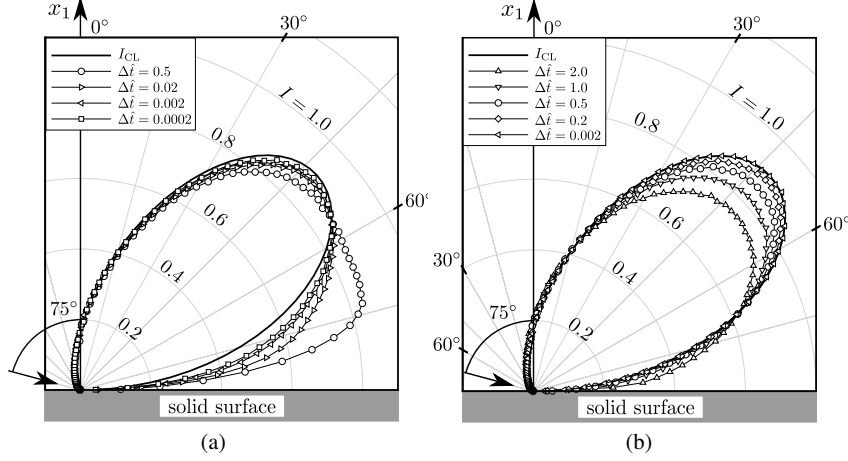 x₁
0°
30°
I_CL
Δt̂ = 0.5
Δt̂ = 0.02
Δt̂ = 0.002
Δt̂ = 0.0002
I = 1.0
0.8
0.6
0.4
0.2
60°
75°
solid surface
(a)
x₁
0°
30°
I_CL
Δt̂ = 2.0
Δt̂ = 1.0
Δt̂ = 0.5
Δt̂ = 0.2
Δt̂ = 0.002
I = 1.0
0.8
0.6
0.4
0.2
60°
30°
75°
60°
solid surface
(b)